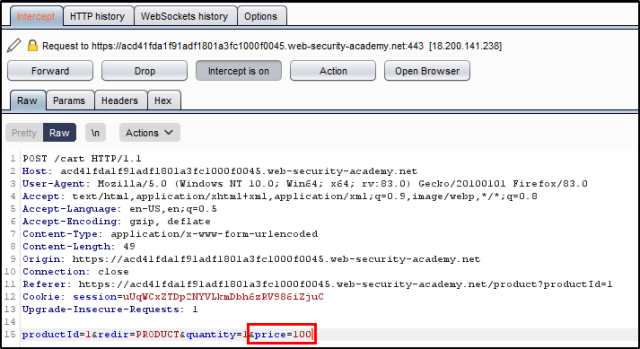 Intercept HTTP history WebSockets history Options
Request to https://acd41fda1f91adf1801a3fc1000f0045.web-security-academy.net:443 [18.200.141.238]
Forward Drop Intercept is on Action Open Browser
Raw Params Headers Hex
Pretty Raw \n Actions
1 POST /cart HTTP/1.1
2 Host: acd41fda1f91adf1801a3fc1000f0045.web-security-academy.net
3 User-Agent: Mozilla/5.0 (Windows NT 10.0; Win64; x64; rv:83.0) Gecko/20100101 Firefox/83.0
4 Accept: text/html,application/xhtml+xml,application/xml;q=0.9,image/webp,*/*;q=0.8
5 Accept-Language: en-US,en;q=0.5
6 Accept-Encoding: gzip, deflate
7 Content-Type: application/x-www-form-urlencoded
8 Content-Length: 49
9 Origin: https://acd41fda1f91adf1801a3fc1000f0045.web-security-academy.net
10 Connection: close
11 Referer: https://acd41fda1f91adf1801a3fc1000f0045.web-security-academy.net/product?productId=1
12 Cookie: session=uUqWCxZTDp2NYVLkmDbh6zRV986iZjuC
13 Upgrade-Insecure-Requests: 1
14
15 productId=1&redir=PRODUCT&quantity=1&price=100